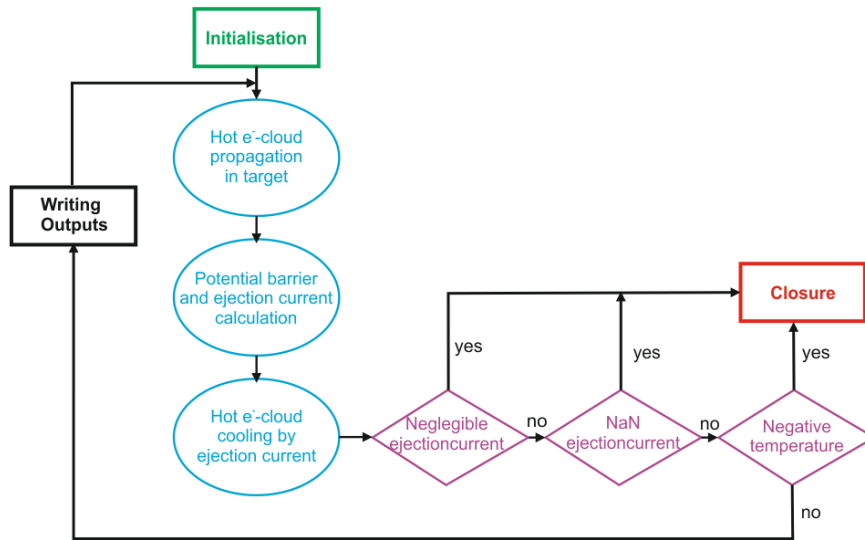 Initialisation
Hot e⁻-cloud
propagation
in target
Writing
Outputs
Potential barrier
and ejection current
calculation
Closure
yes
yes
yes
Hot e⁻-cloud
cooling by
ejection current
Neglegible
ejectioncurrent
no
NaN
ejectioncurrent
no
Negative
temperature
no